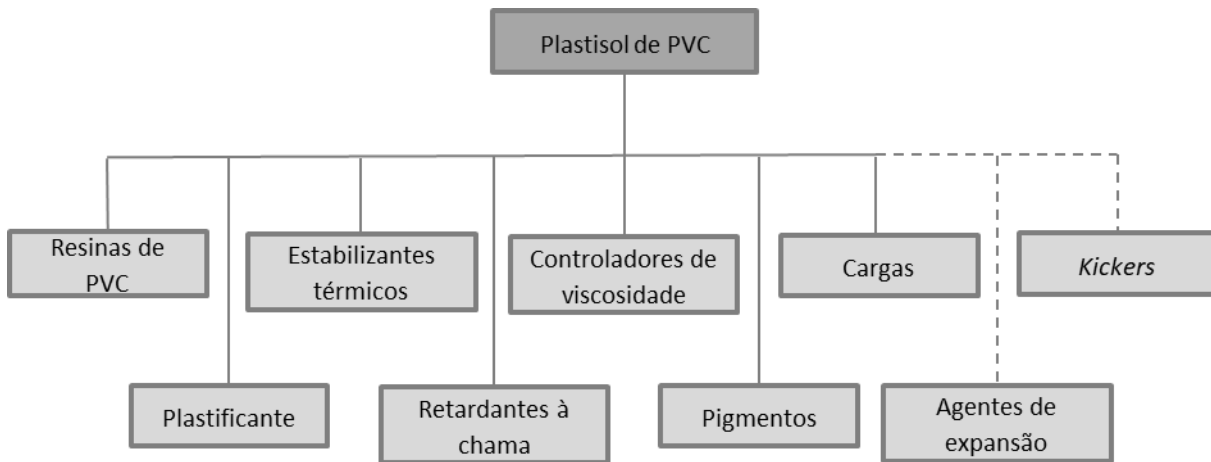 Plastisol de PVC
Resinas de
PVC
Estabilizantes
térmicos
Controladores de
viscosidade
Cargas
Kickers
Plastificante
Retardantes à
chama
Pigmentos
Agentes de
expansão